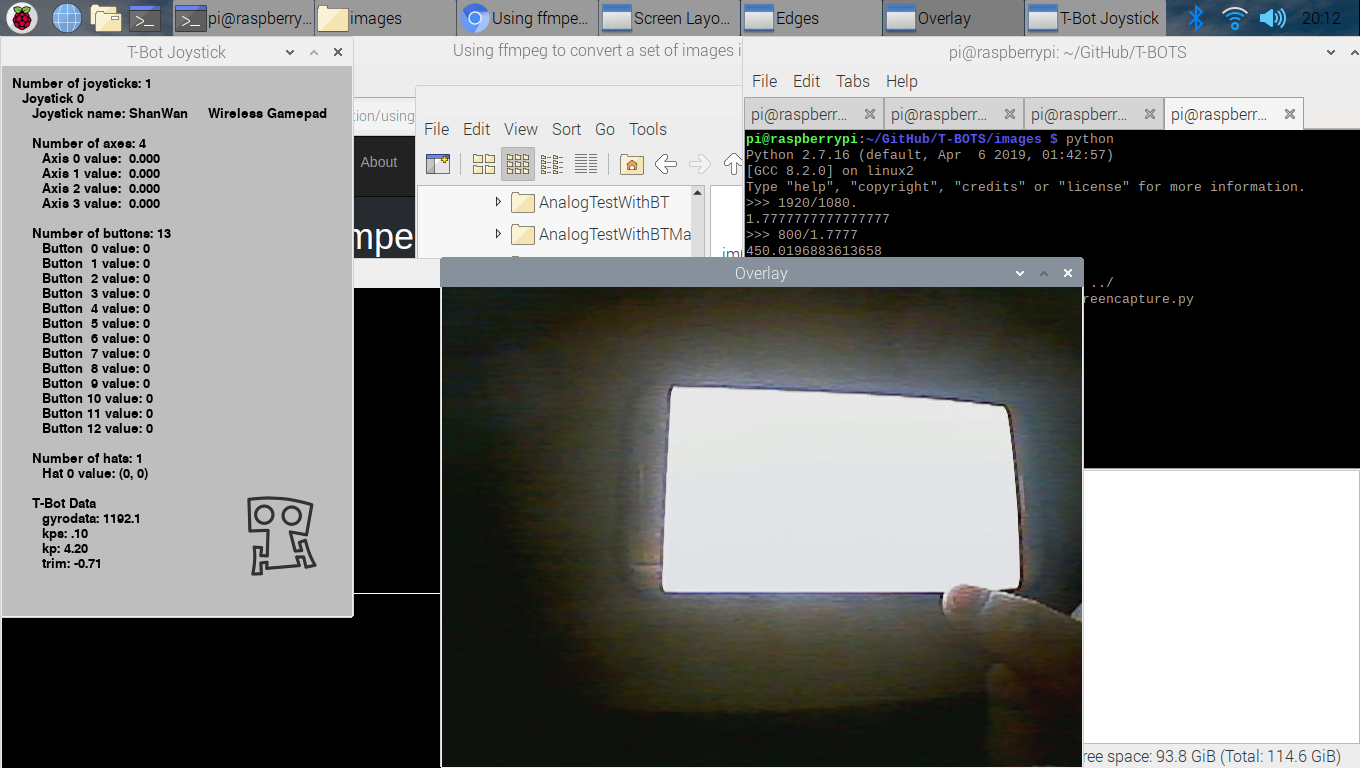 pi@raspberry...
images
Using ffmpe...
Screen Layo...
Edges
Overlay
T-Bot Joystick
20:12
T-Bot Joystick
Number of joysticks: 1
Joystick 0
Joystick name: ShanWan Wireless Gamepad
Number of axes: 4
Axis 0 value: 0.000
Axis 1 value: 0.000
Axis 2 value: 0.000
Axis 3 value: 0.000
Number of buttons: 13
Button 0 value: 0
Button 1 value: 0
Button 2 value: 0
Button 3 value: 0
Button 4 value: 0
Button 5 value: 0
Button 6 value: 0
Button 7 value: 0
Button 8 value: 0
Button 9 value: 0
Button 10 value: 0
Button 11 value: 0
Button 12 value: 0
Number of hats: 1
Hat 0 value: (0, 0)
T-Bot Data
gyrodata: 1192.1
kps: .10
kp: 4.20
trim: -0.71
Using ffmpeg to convert a set of images i
ion/using
About
mpe
File Edit View Sort Go Tools
AnalogTestWithBT
AnalogTestWithBTMa
pi@raspberrypi: ~/GitHub/T-BOTS
File Edit Tabs Help
pi@raspberr...
pi@raspberr...
pi@raspberr...
pi@raspberr...
pi@raspberrypi:~/GitHub/T-BOTS/images $ python
Python 2.7.16 (default, Apr 6 2019, 01:42:57)
[GCC 8.2.0] on linux2
Type "help", "copyright", "credits" or "license" for more information.
>>> 1920/1080.
1.7777777777777777
>>> 800/1.7777
450.0196883613658
../
reencapture.py
Overlay
ree space: 93.8 GiB (Total: 114.6 GiB)